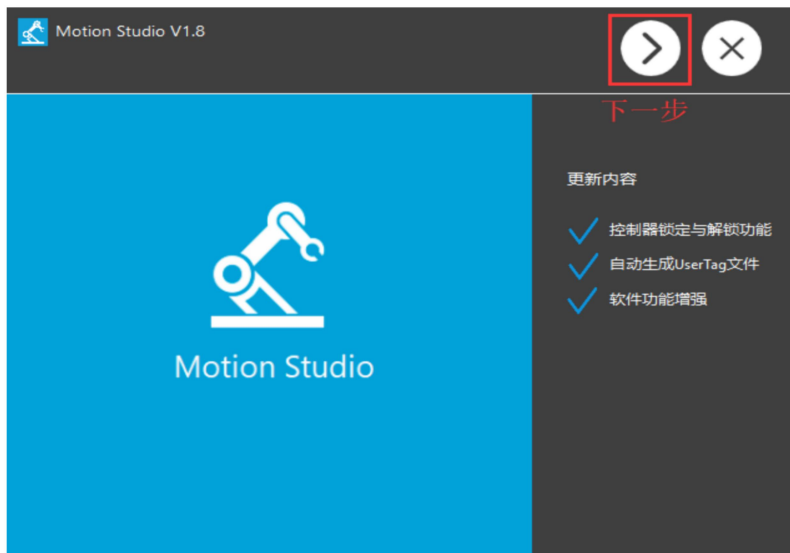 Motion Studio V1.8
下一步
更新内容
控制器锁定与解锁功能
自动生成UserTag文件
软件功能增强
Motion Studio